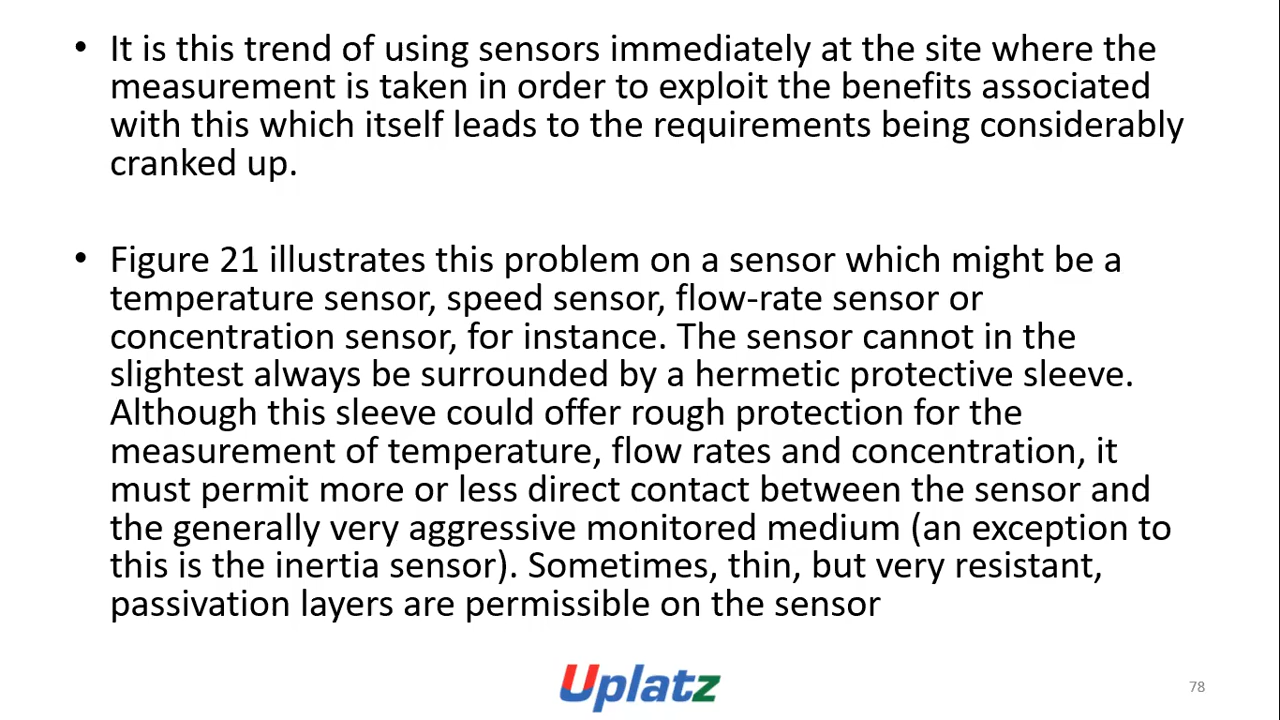 • It is this trend of using sensors immediately at the site where the
measurement is taken in order to exploit the benefits associated
with this which itself leads to the requirements being considerably
cranked up.
• Figure 21 illustrates this problem on a sensor which might be a
temperature sensor, speed sensor, flow-rate sensor or
concentration sensor, for instance. The sensor cannot in the
slightest always be surrounded by a hermetic protective sleeve.
Although this sleeve could offer rough protection for the
measurement of temperature, flow rates and concentration, it
must permit more or less direct contact between the sensor and
the generally very aggressive monitored medium (an exception to
this is the inertia sensor). Sometimes, thin, but very resistant,
passivation layers are permissible on the sensor
Uplatz
78